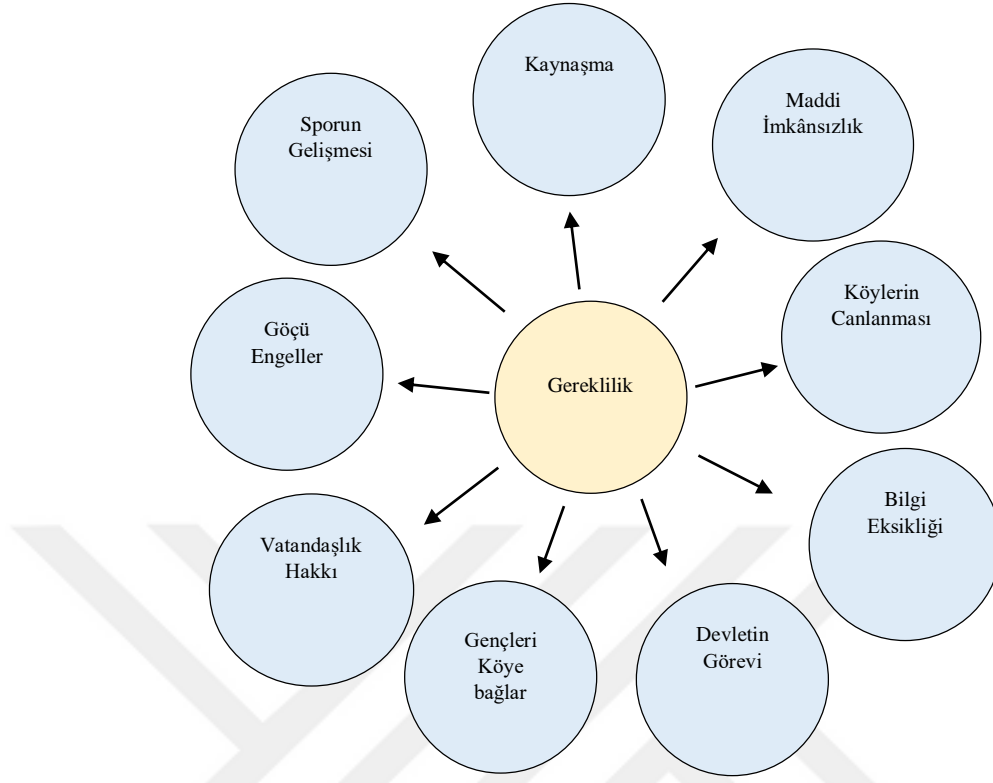 Kaynaşma
Maddi
İmkânsızlık
Sporun
Gelişmesi
Köylerin
Canlanması
Göçü
Engeller
Gereklilik
Bilgi
Eksikliği
Vatandaşlık
Hakkı
Gençleri
Köye
bağlar
Devletin
Görevi